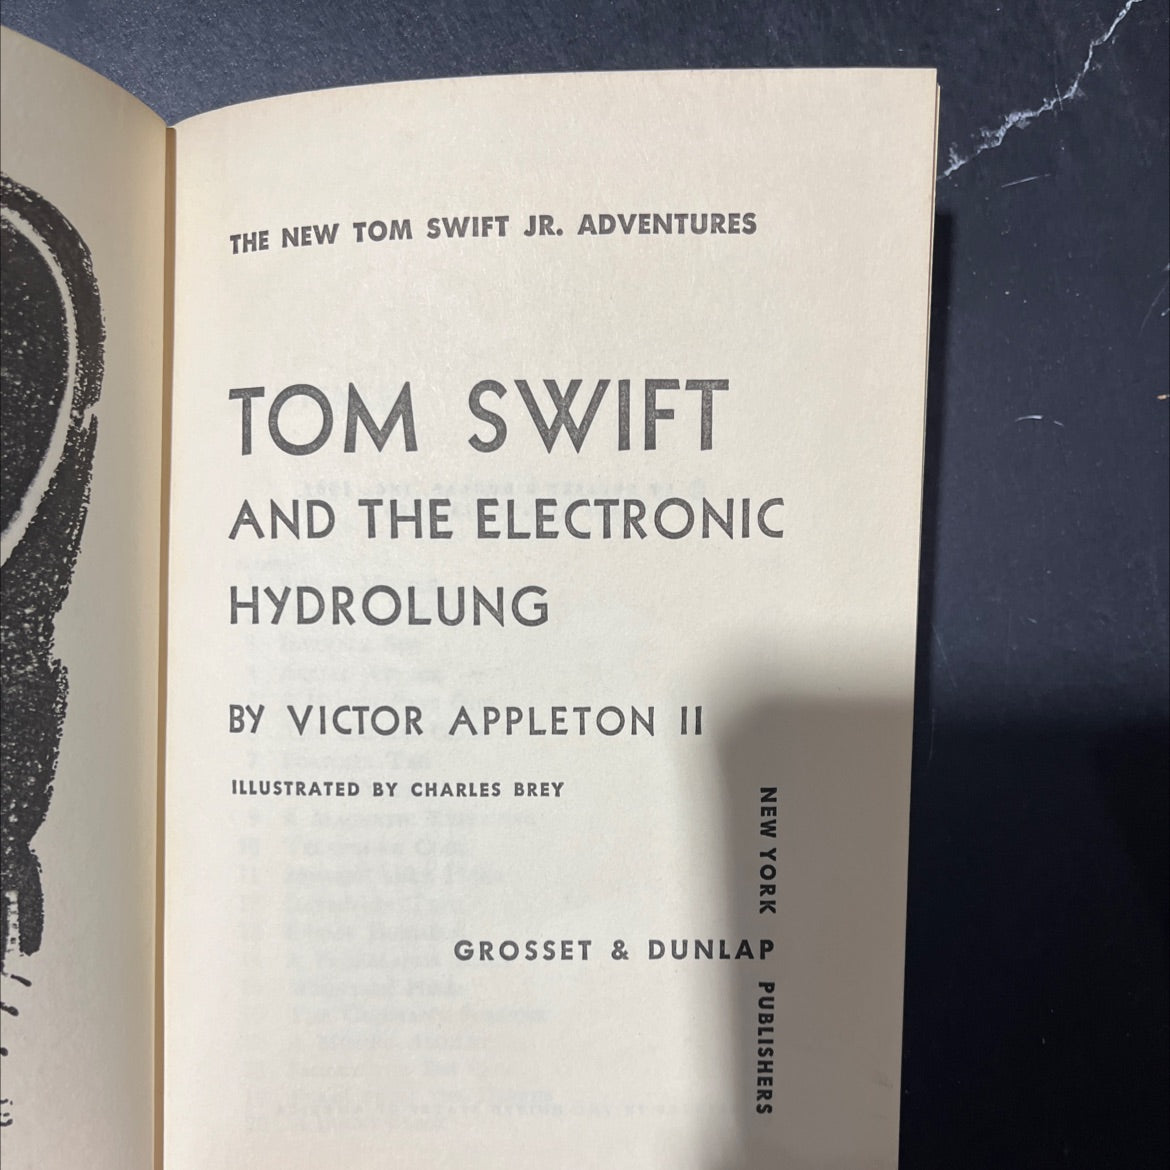 THE NEW TOM SWIFT JR. ADVENTURES
TOM SWIFT
AND THE ELECTRONIC
HYDROLUNG
BY VICTOR APPLETON II
ILLUSTRATED BY CHARLES BREY
NEW YORK
GROSSET & DUNLAP
PUBLISHERS